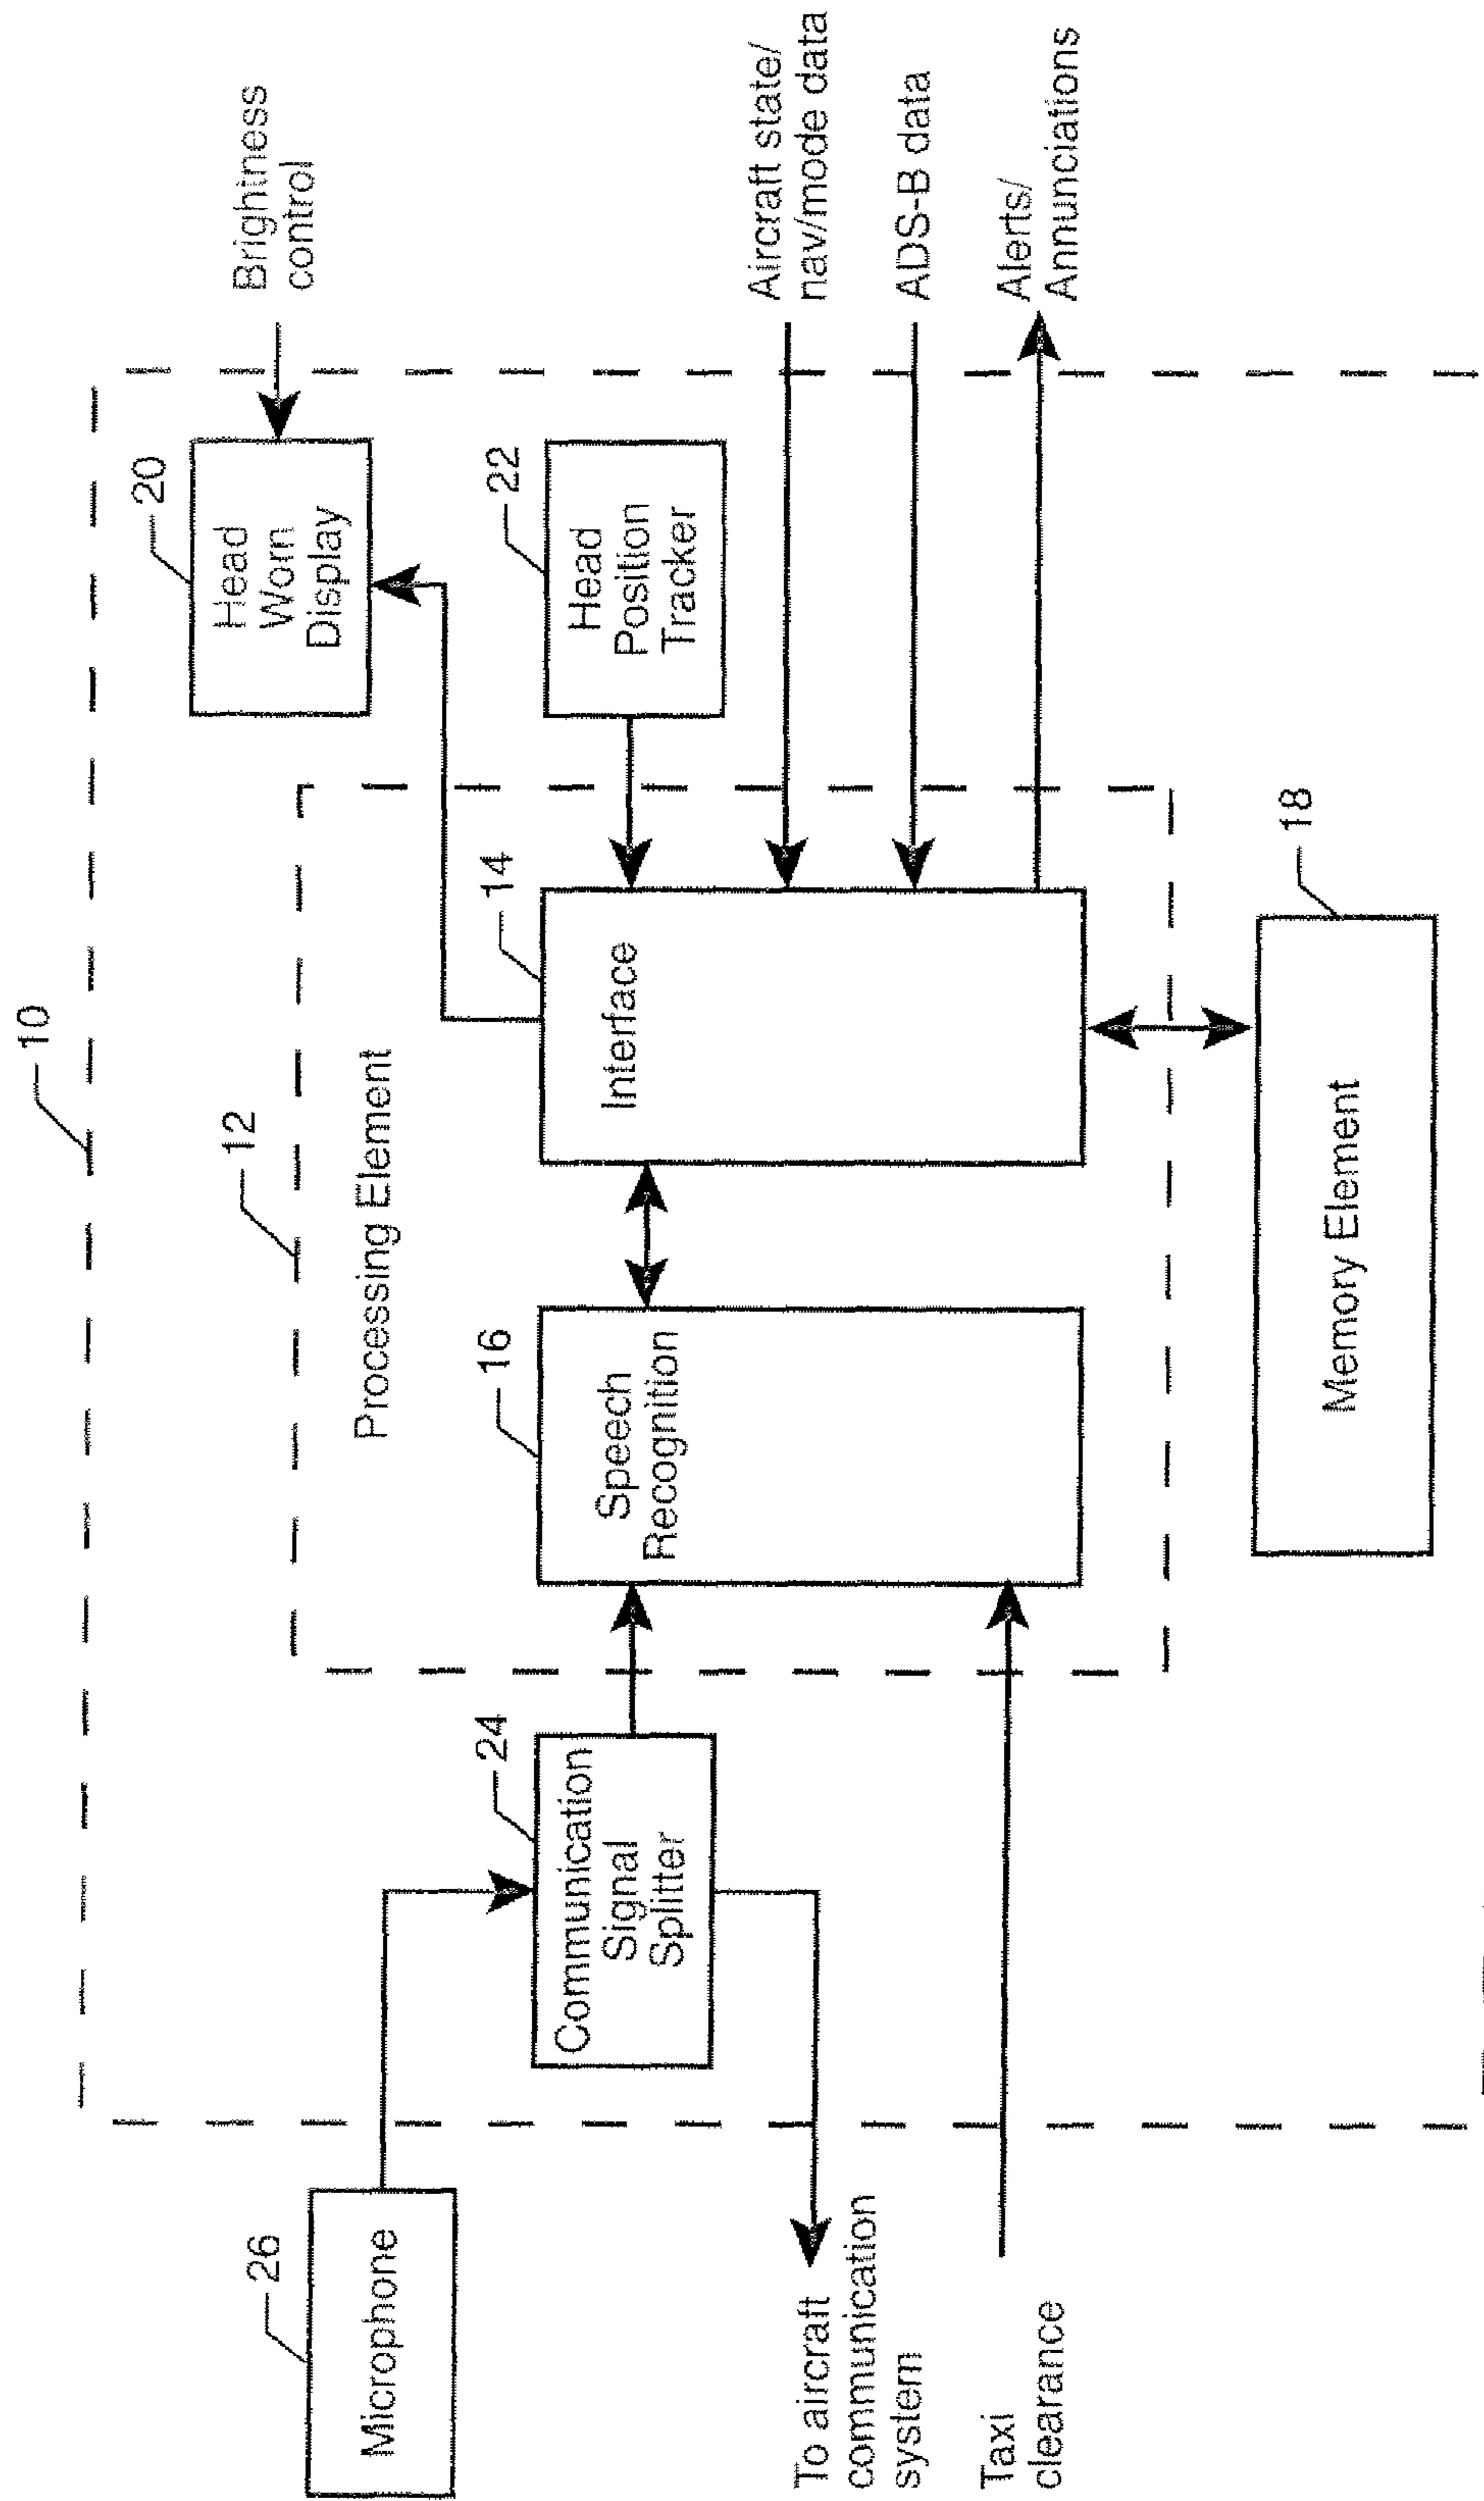 10
12
Processing Element
26
Microphone
24
Communication
Signal
Splitter
16
Speech
Recognition
14
Interface
20
Head
Worn
Display
Brightness
control
22
Head
Position
Tracker
Aircraft state/
nav/mode data
ADS-B data
Alerts/
Annunciations
To aircraft
communication
system
Taxi
clearance
18
Memory Element